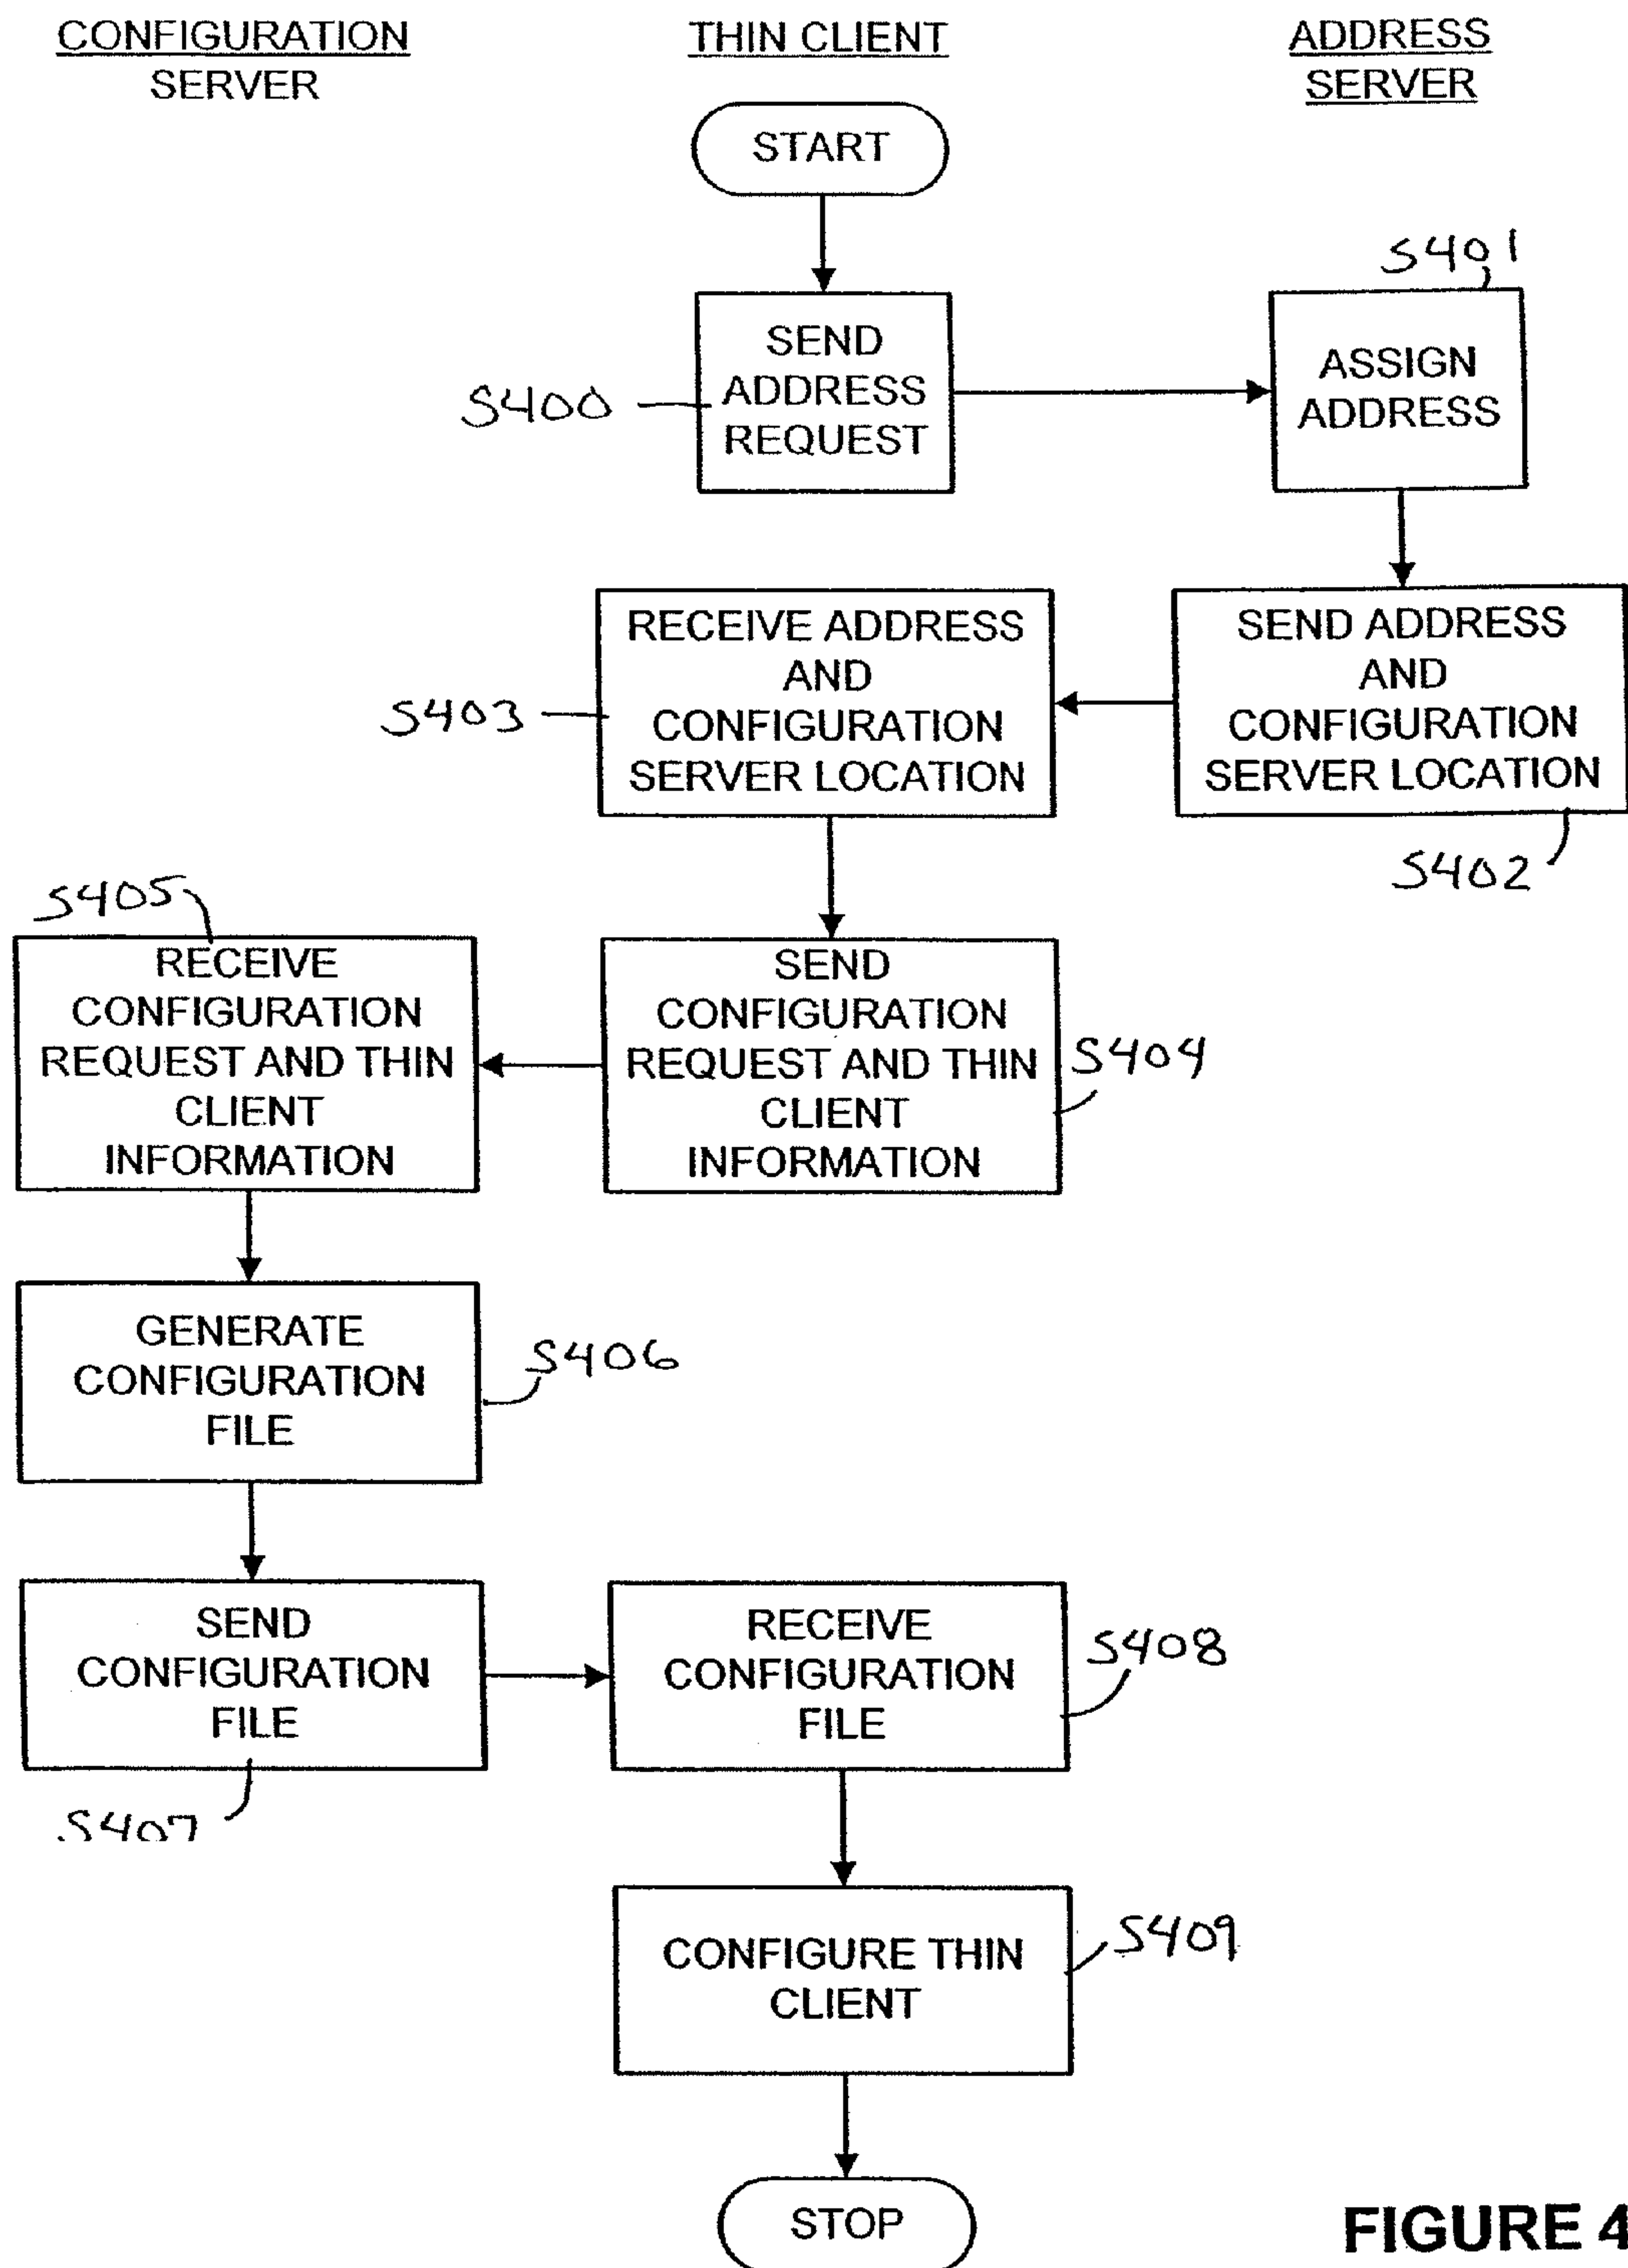 CONFIGURATION
SERVER
THIN CLIENT
ADDRESS
SERVER
START
S401
SEND
ADDRESS
REQUEST
S400
ASSIGN
ADDRESS
RECEIVE ADDRESS
AND
CONFIGURATION
SERVER LOCATION
S403
SEND ADDRESS
AND
CONFIGURATION
SERVER LOCATION
S402
S405
RECEIVE
CONFIGURATION
REQUEST AND THIN
CLIENT
INFORMATION
SEND
CONFIGURATION
REQUEST AND THIN
CLIENT
INFORMATION
S404
GENERATE
CONFIGURATION
FILE
S406
SEND
CONFIGURATION
FILE
S407
RECEIVE
CONFIGURATION
FILE
S408
CONFIGURE THIN
CLIENT
S409
STOP
FIGURE 4